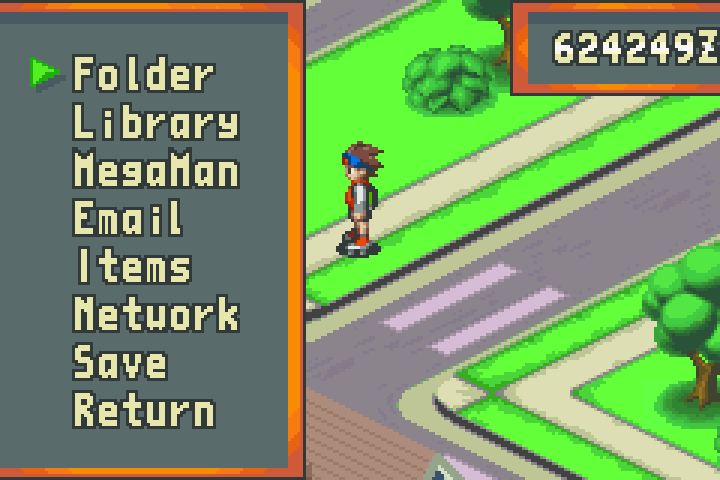 Folder
Library
MegaMan
Email
Items
Network
Save
Return
624249Z